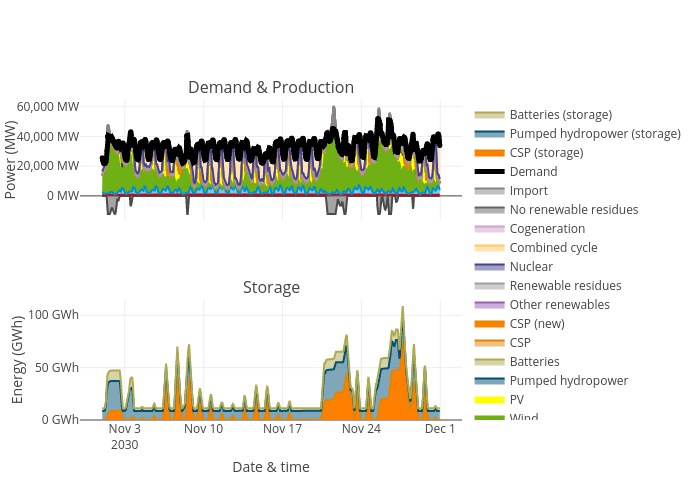 Demand & Production
Power (MW)
60,000 MW
40,000 MW
20,000 MW
0 MW
Storage
Energy (GWh)
100 GWh
50 GWh
0 GWh
Nov 3
2030
Nov 10
Nov 17
Nov 24
Dec 1
Date & time
Batteries (storage)
Pumped hydropower (storage)
CSP (storage)
Demand
Import
No renewable residues
Cogeneration
Combined cycle
Nuclear
Renewable residues
Other renewables
CSP (new)
CSP
Batteries
Pumped hydropower
PV
Wind